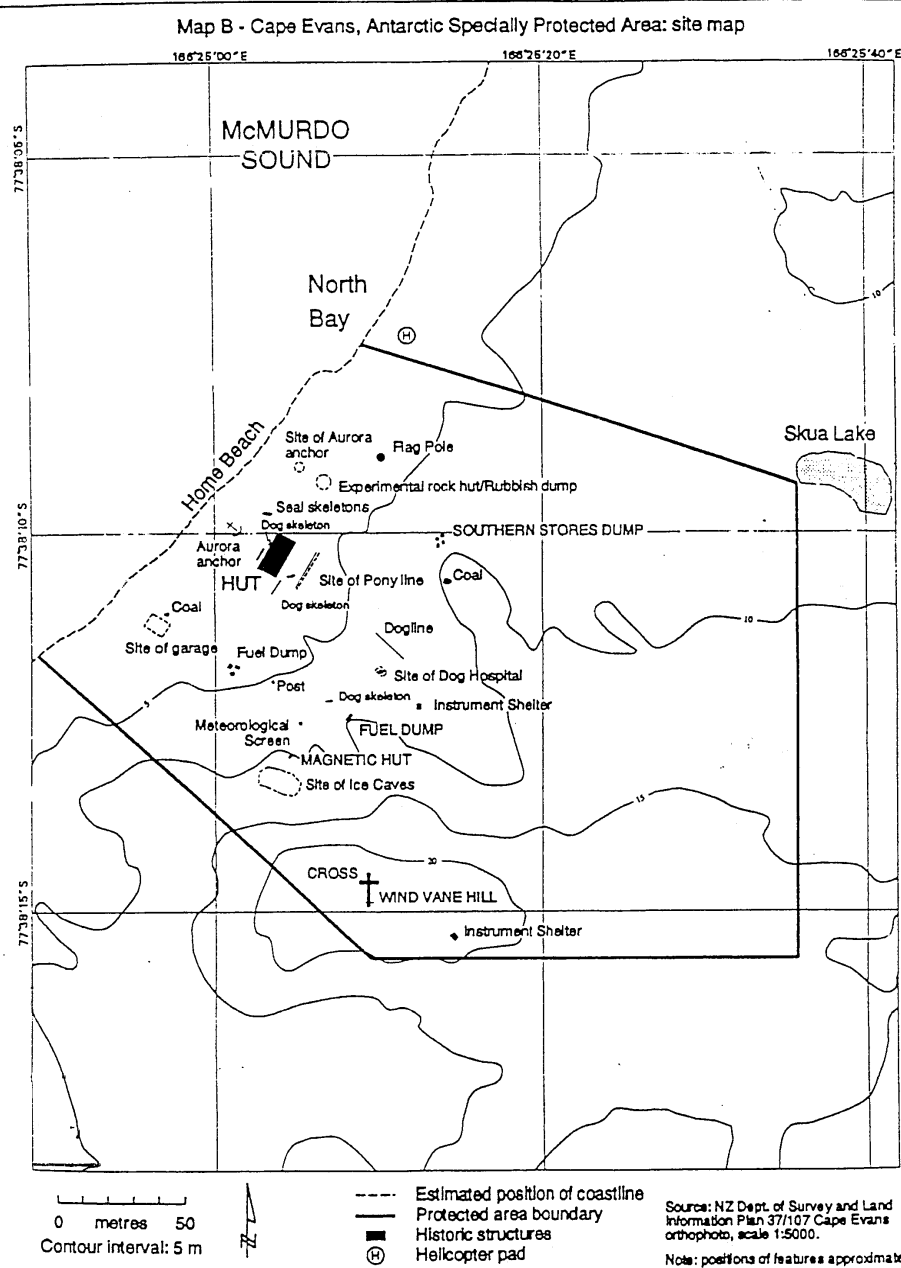 Map B - Cape Evans, Antarctic Specially Protected Area: site map
166°25'00"E
166°25'20"E
166°25'40"E
McMURDO
SOUND
77°38'05"S
North
Bay
H
10
Home Beach
Site of Aurora
anchor
Flag Pole
Skua Lake
Experimental rock hut/Rubbish dump
Seal skeletons
Dog skeleton
SOUTHERN STORES DUMP
77°38'10"S
Aurora
anchor
HUT
Site of Pony line
Coal
Dog skeleton
Coal
10
Site of garage
Dogline
Fuel Dump
Site of Dog Hospital
Post
5
Dog skeleton
Instrument Shelter
Meteorological
Screen
FUEL DUMP
MAGNETIC HUT
Site of Ice Caves
15
20
CROSS
WIND VANE HILL
77°38'15"S
Instrument Shelter
0 metres 50
Contour interval: 5 m
N
Estimated position of coastline
Protected area boundary
Historic structures
H Helicopter pad
Source: NZ Dept. of Survey and Land
Information Plan 37/107 Cape Evans
orthophoto, scale 1:5000.
Note: positions of features approximate